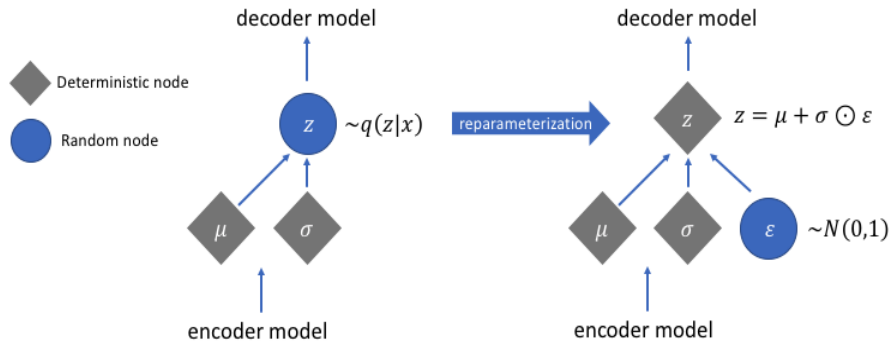 decoder model
decoder model
Deterministic node
Random node
z
~q(z|x)
reparameterization
z
z = μ + σ ⊙ ε
μ
σ
μ
σ
ε
~N(0,1)
encoder model
encoder model